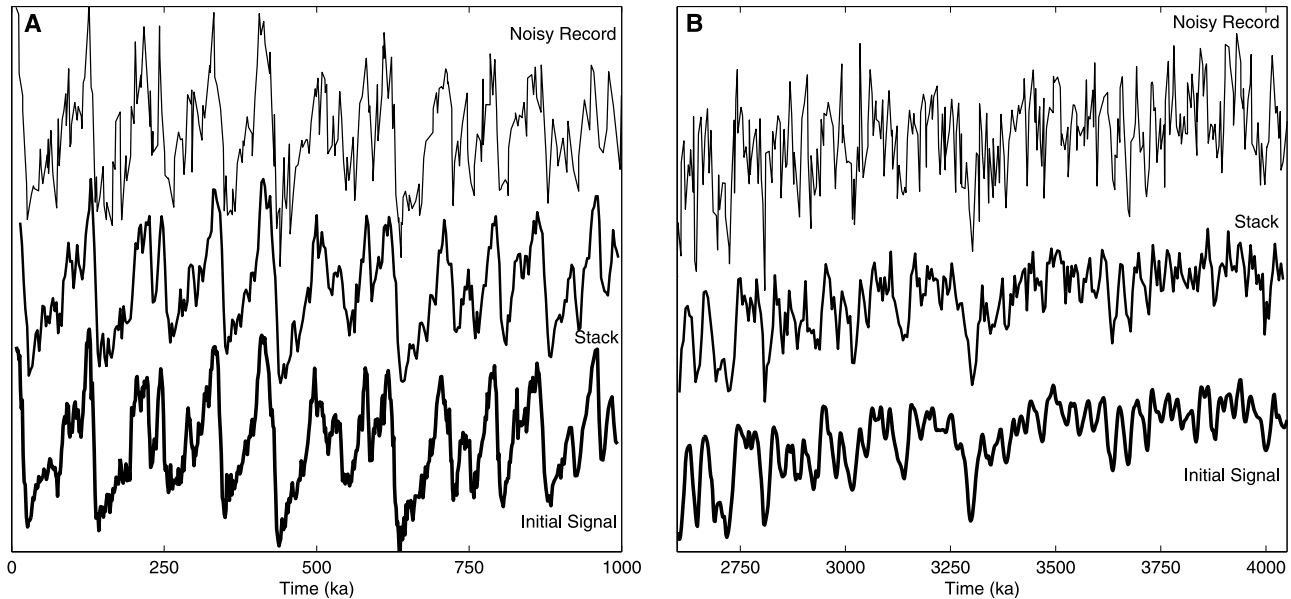 A
Noisy Record
Stack
Initial Signal
0 250 500 750 1000
Time (ka)
B
Noisy Record
Stack
Initial Signal
2750 3000 3250 3500 3750 4000
Time (ka)